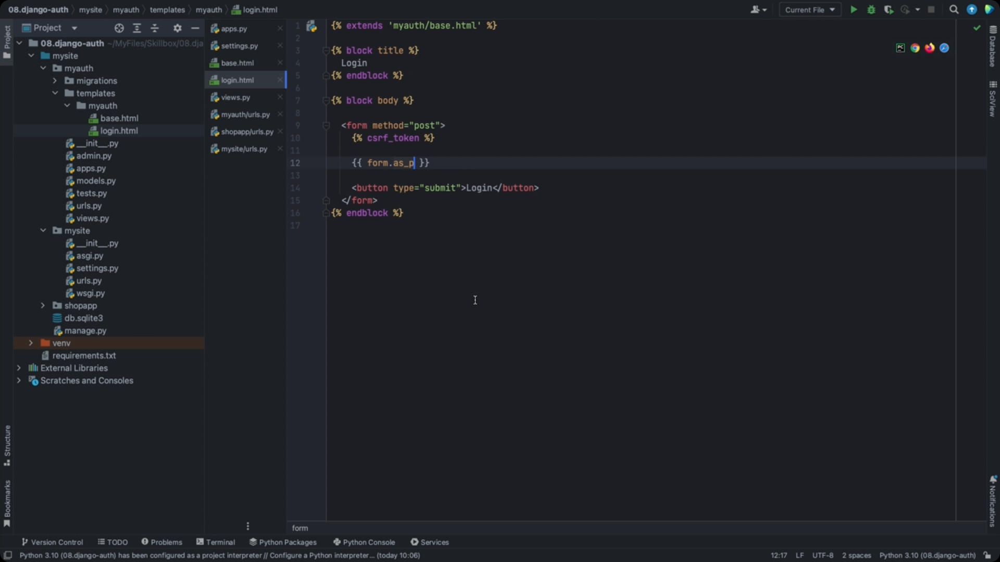 08.django-auth mysite myauth templates myauth login.html
Current File
Project
08.django-auth ~/MyFiles/Skillbox/08.dja
mysite
myauth
migrations
templates
myauth
base.html
login.html
__init__.py
admin.py
apps.py
models.py
tests.py
urls.py
views.py
mysite
__init__.py
asgi.py
settings.py
urls.py
wsgi.py
shopapp
db.sqlite3
manage.py
venv
requirements.txt
External Libraries
Scratches and Consoles
apps.py
settings.py
base.html
login.html
views.py
myauth/urls.py
shopapp/urls.py
mysite/urls.py
1 {% extends 'myauth/base.html' %}
2
3 {% block title %}
4 Login
5 {% endblock %}
6
7 {% block body %}
8
9 <form method="post">
10 {% csrf_token %}
11
12 {{ form.as_p }}
13
14 <button type="submit">Login</button>
15 </form>
16 {% endblock %}
17
form
Project
Structure
Bookmarks
Database
SciView
Notifications
Version Control TODO Problems Terminal Python Packages Python Console Services
Python 3.10 (08.django-auth) has been configured as a project interpreter // Configure a Python interpreter... (today 10:06)
12:17 LF UTF-8 2 spaces Python 3.10 (08.django-auth)